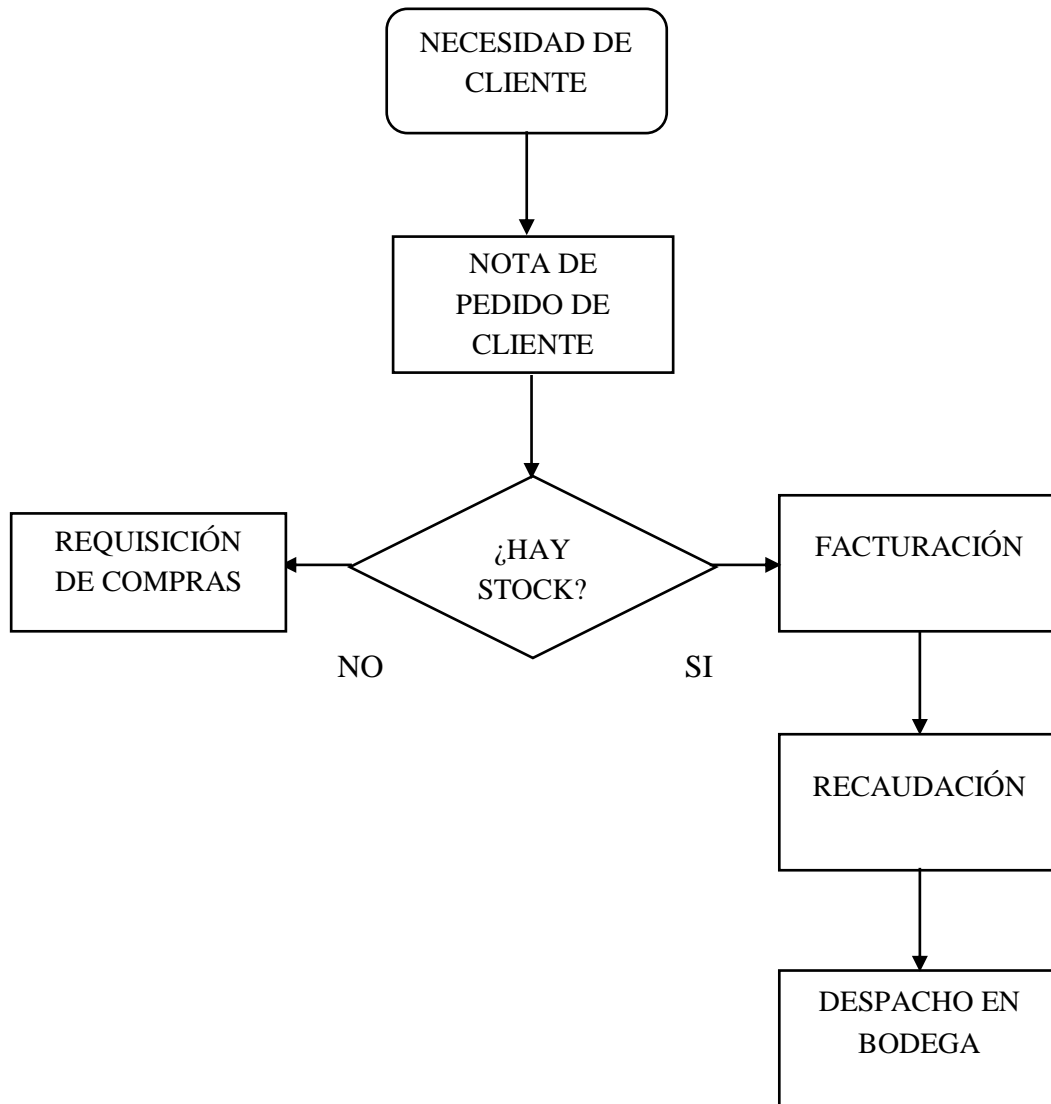 NECESIDAD DE
CLIENTE
NOTA DE
PEDIDO DE
CLIENTE
¿HAY
STOCK?
REQUISICIÓN
DE COMPRAS
NO
SI
FACTURACIÓN
RECAUDACIÓN
DESPACHO EN
BODEGA